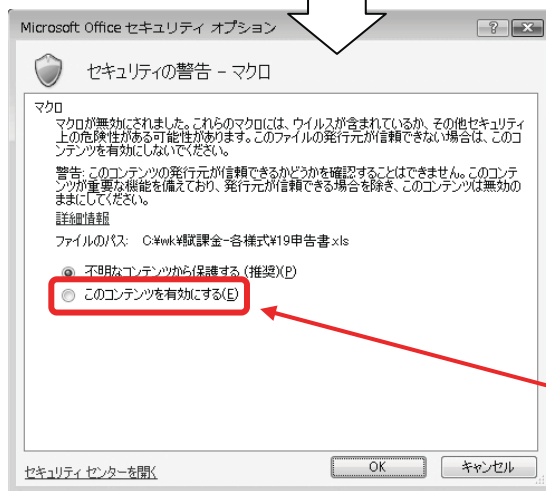 Microsoft Office セキュリティ オプション
セキュリティの警告 - マクロ
マクロ
マクロが無効にされました。これらのマクロには、ウイルスが含まれているか、その他セキュリティ
上の危険性がある可能性があります。このファイルの発行元が信頼できない場合は、このコ
ンテンツを有効にしないでください。
警告: このコンテンツの発行元が信頼できるかどうかを確認することはできません。このコンテ
ンツが重要な機能を備えており、発行元が信頼できる場合を除き、このコンテンツは無効の
ままにしてください。
詳細情報
ファイルのパス: C:¥wk¥賦課金-各様式¥19申告書.xls
不明なコンテンツから保護する (推奨)(P)
このコンテンツを有効にする(E)
セキュリティ センターを開く
OK
キャンセル